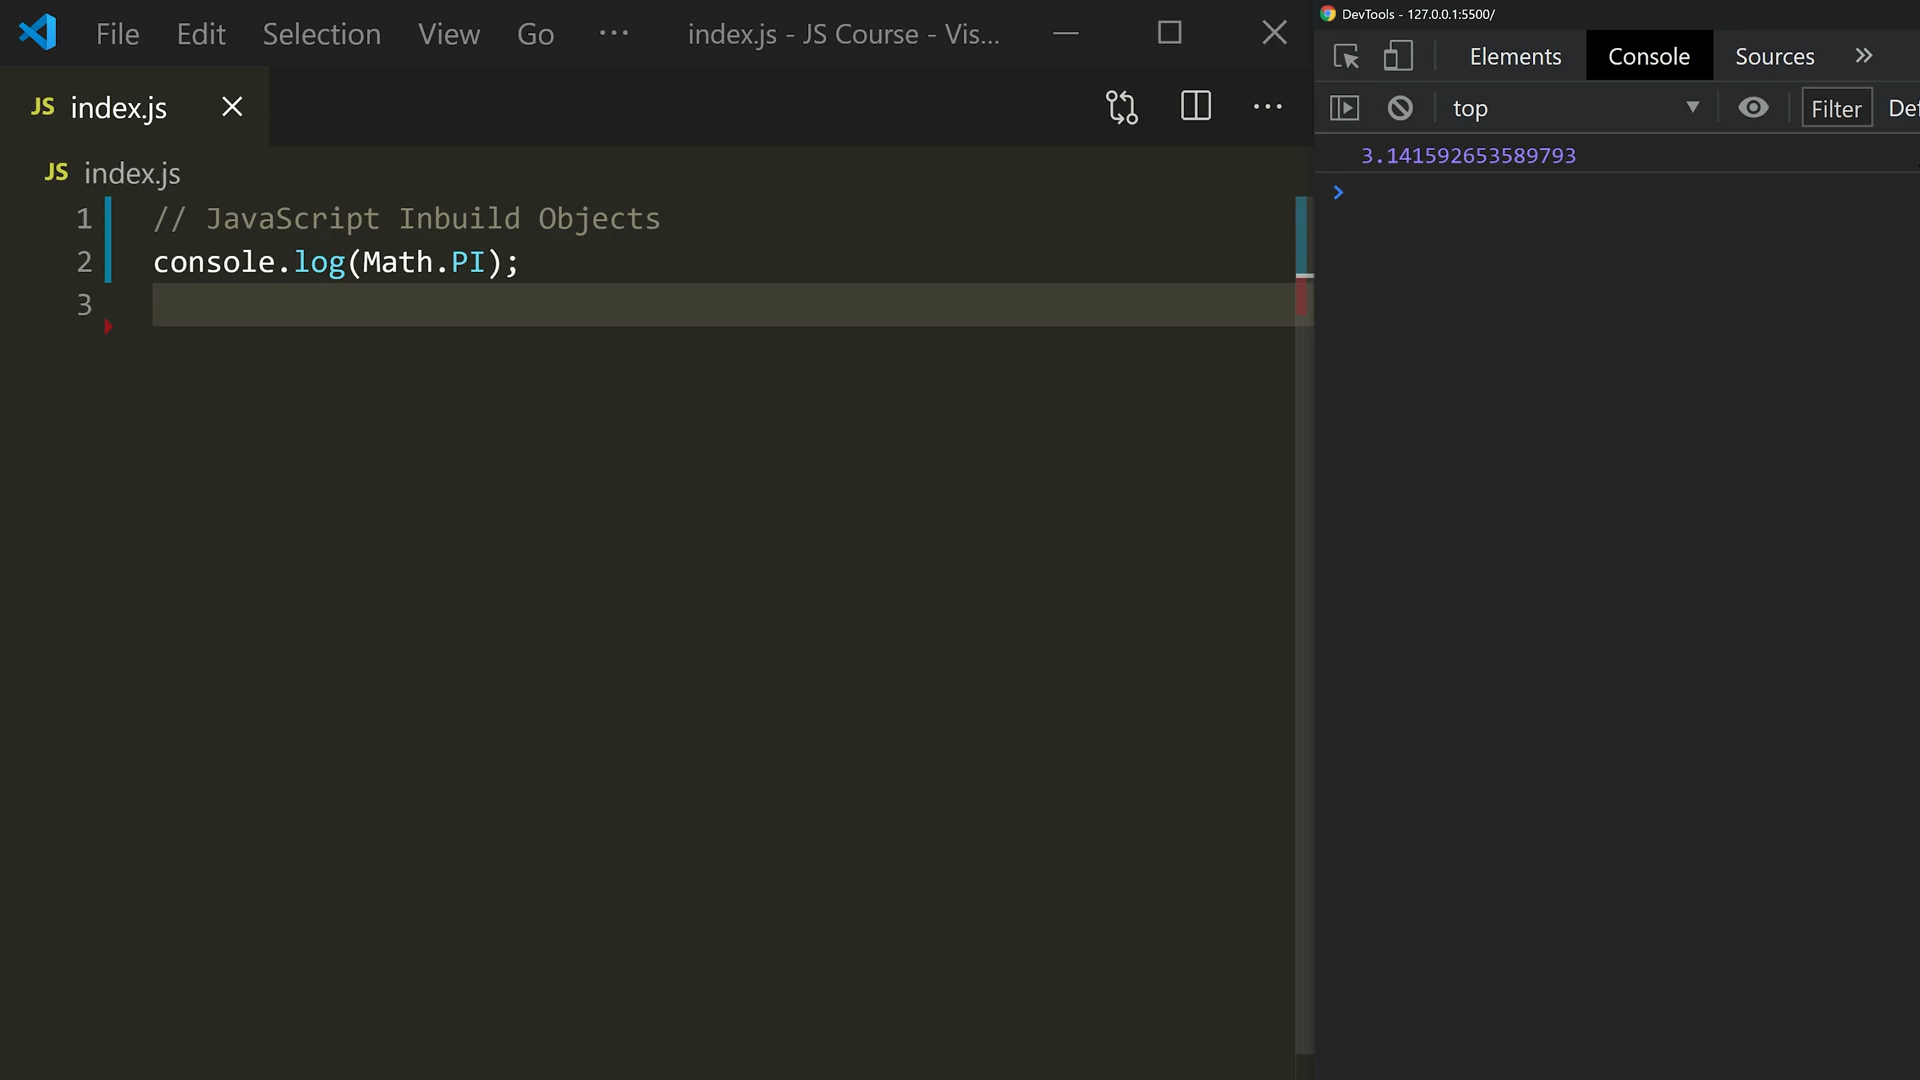 File Edit Selection View Go ··· index.js - JS Course - Vis...
JS index.js
JS index.js
1 // JavaScript Inbuild Objects
2 console.log(Math.PI);
3
DevTools - 127.0.0.1:5500/
Elements Console Sources »
top Filter Def
3.141592653589793
>